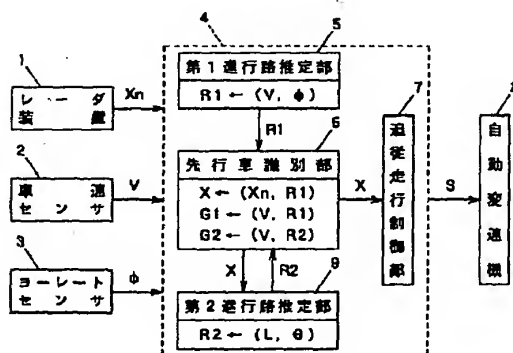 4
5
第1進行路推定部
R1 ← (V, φ)
1
レーダ
装置
Xn
R1
6
先行車識別部
X ← (Xn, R1)
G1 ← (V, R1)
G2 ← (V, R2)
2
車速
センサ
V
X
7
追従走行制御部
S
自動変速機
3
ヨーレート
センサ
φ
X
R2
第2進行路推定部
R2 ← (L, θ)